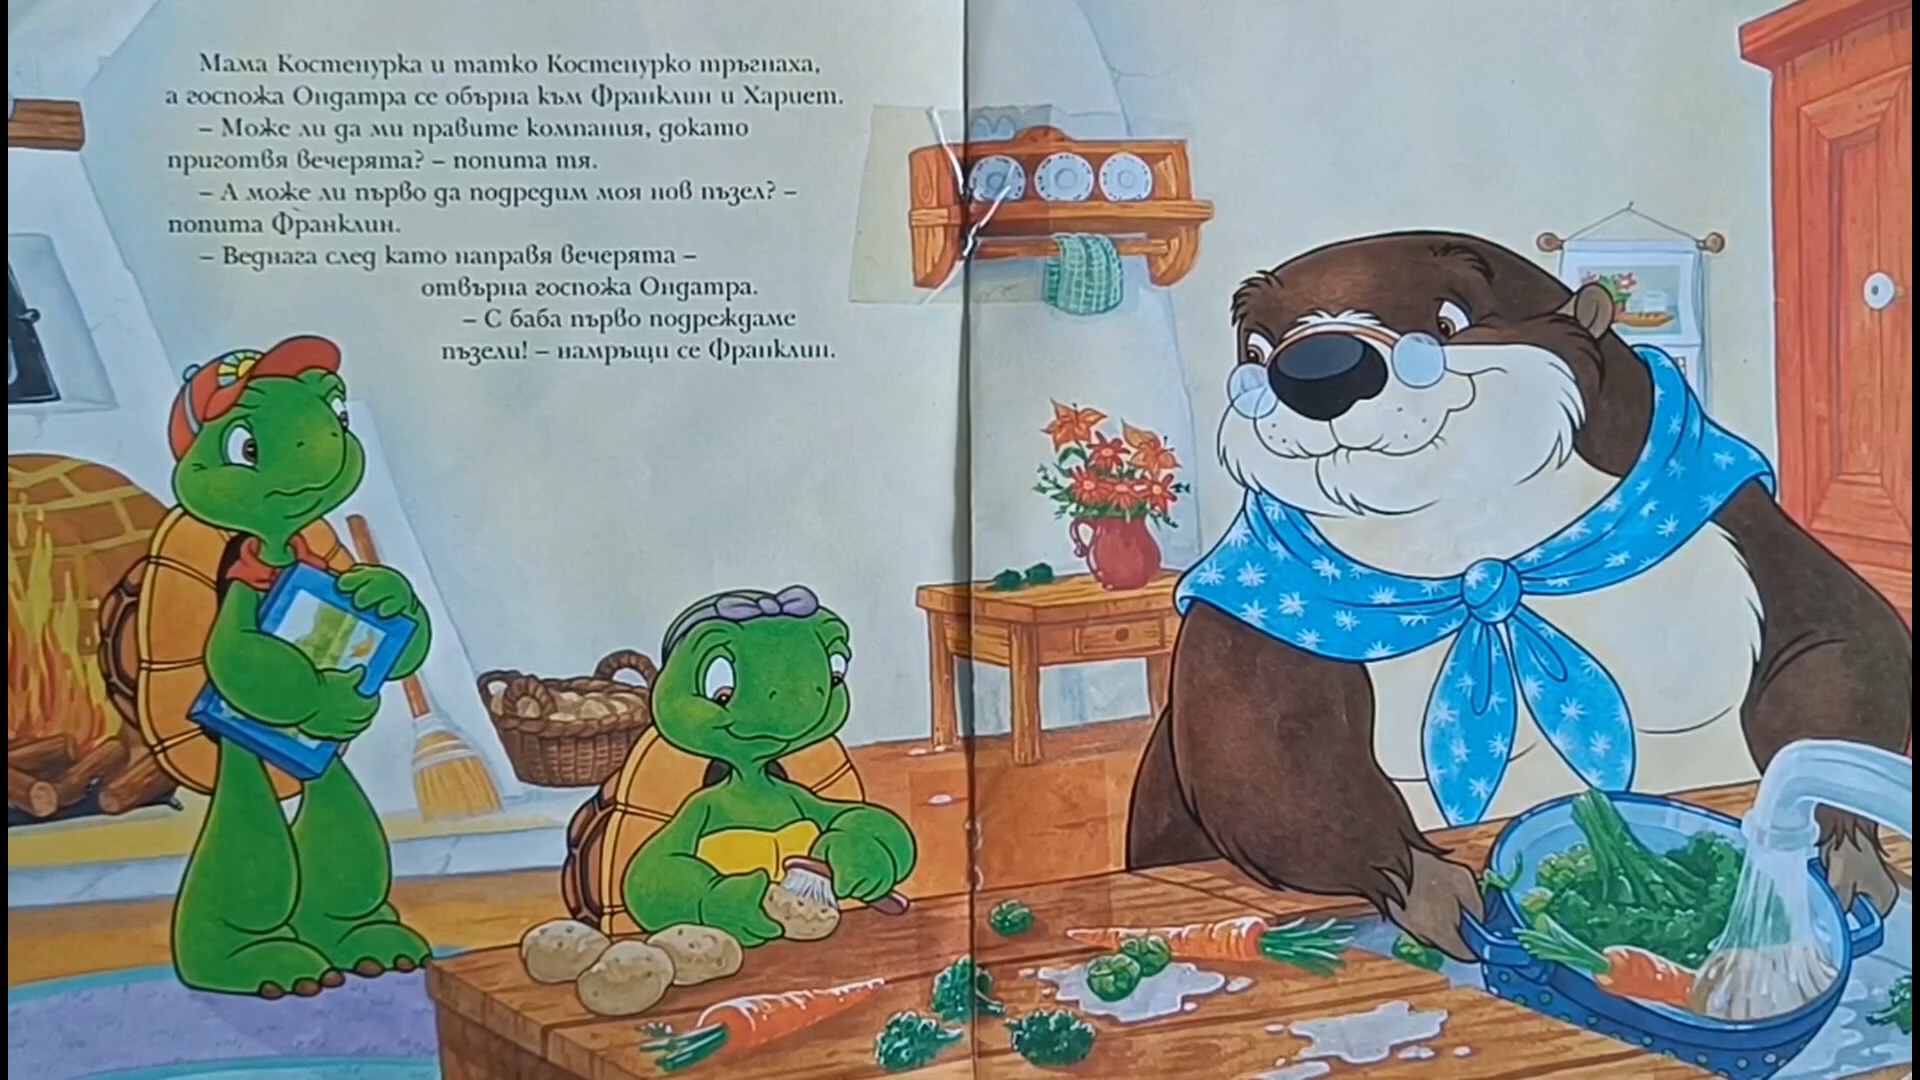 Мама Костенурка и татко Костенурко тръгнаха,
а госпожа Ондатра се обърна към Франклин и Хариет.
– Може ли да ми правите компания, докато
приготвя вечерята? – попита тя.
– А може ли първо да подредим моя нов пъзел? –
попита Франклин.
– Веднага след като направя вечерята –
отвърна госпожа Ондатра.
– С баба първо подреждаме
пъзели! – намръщи се Франклин.